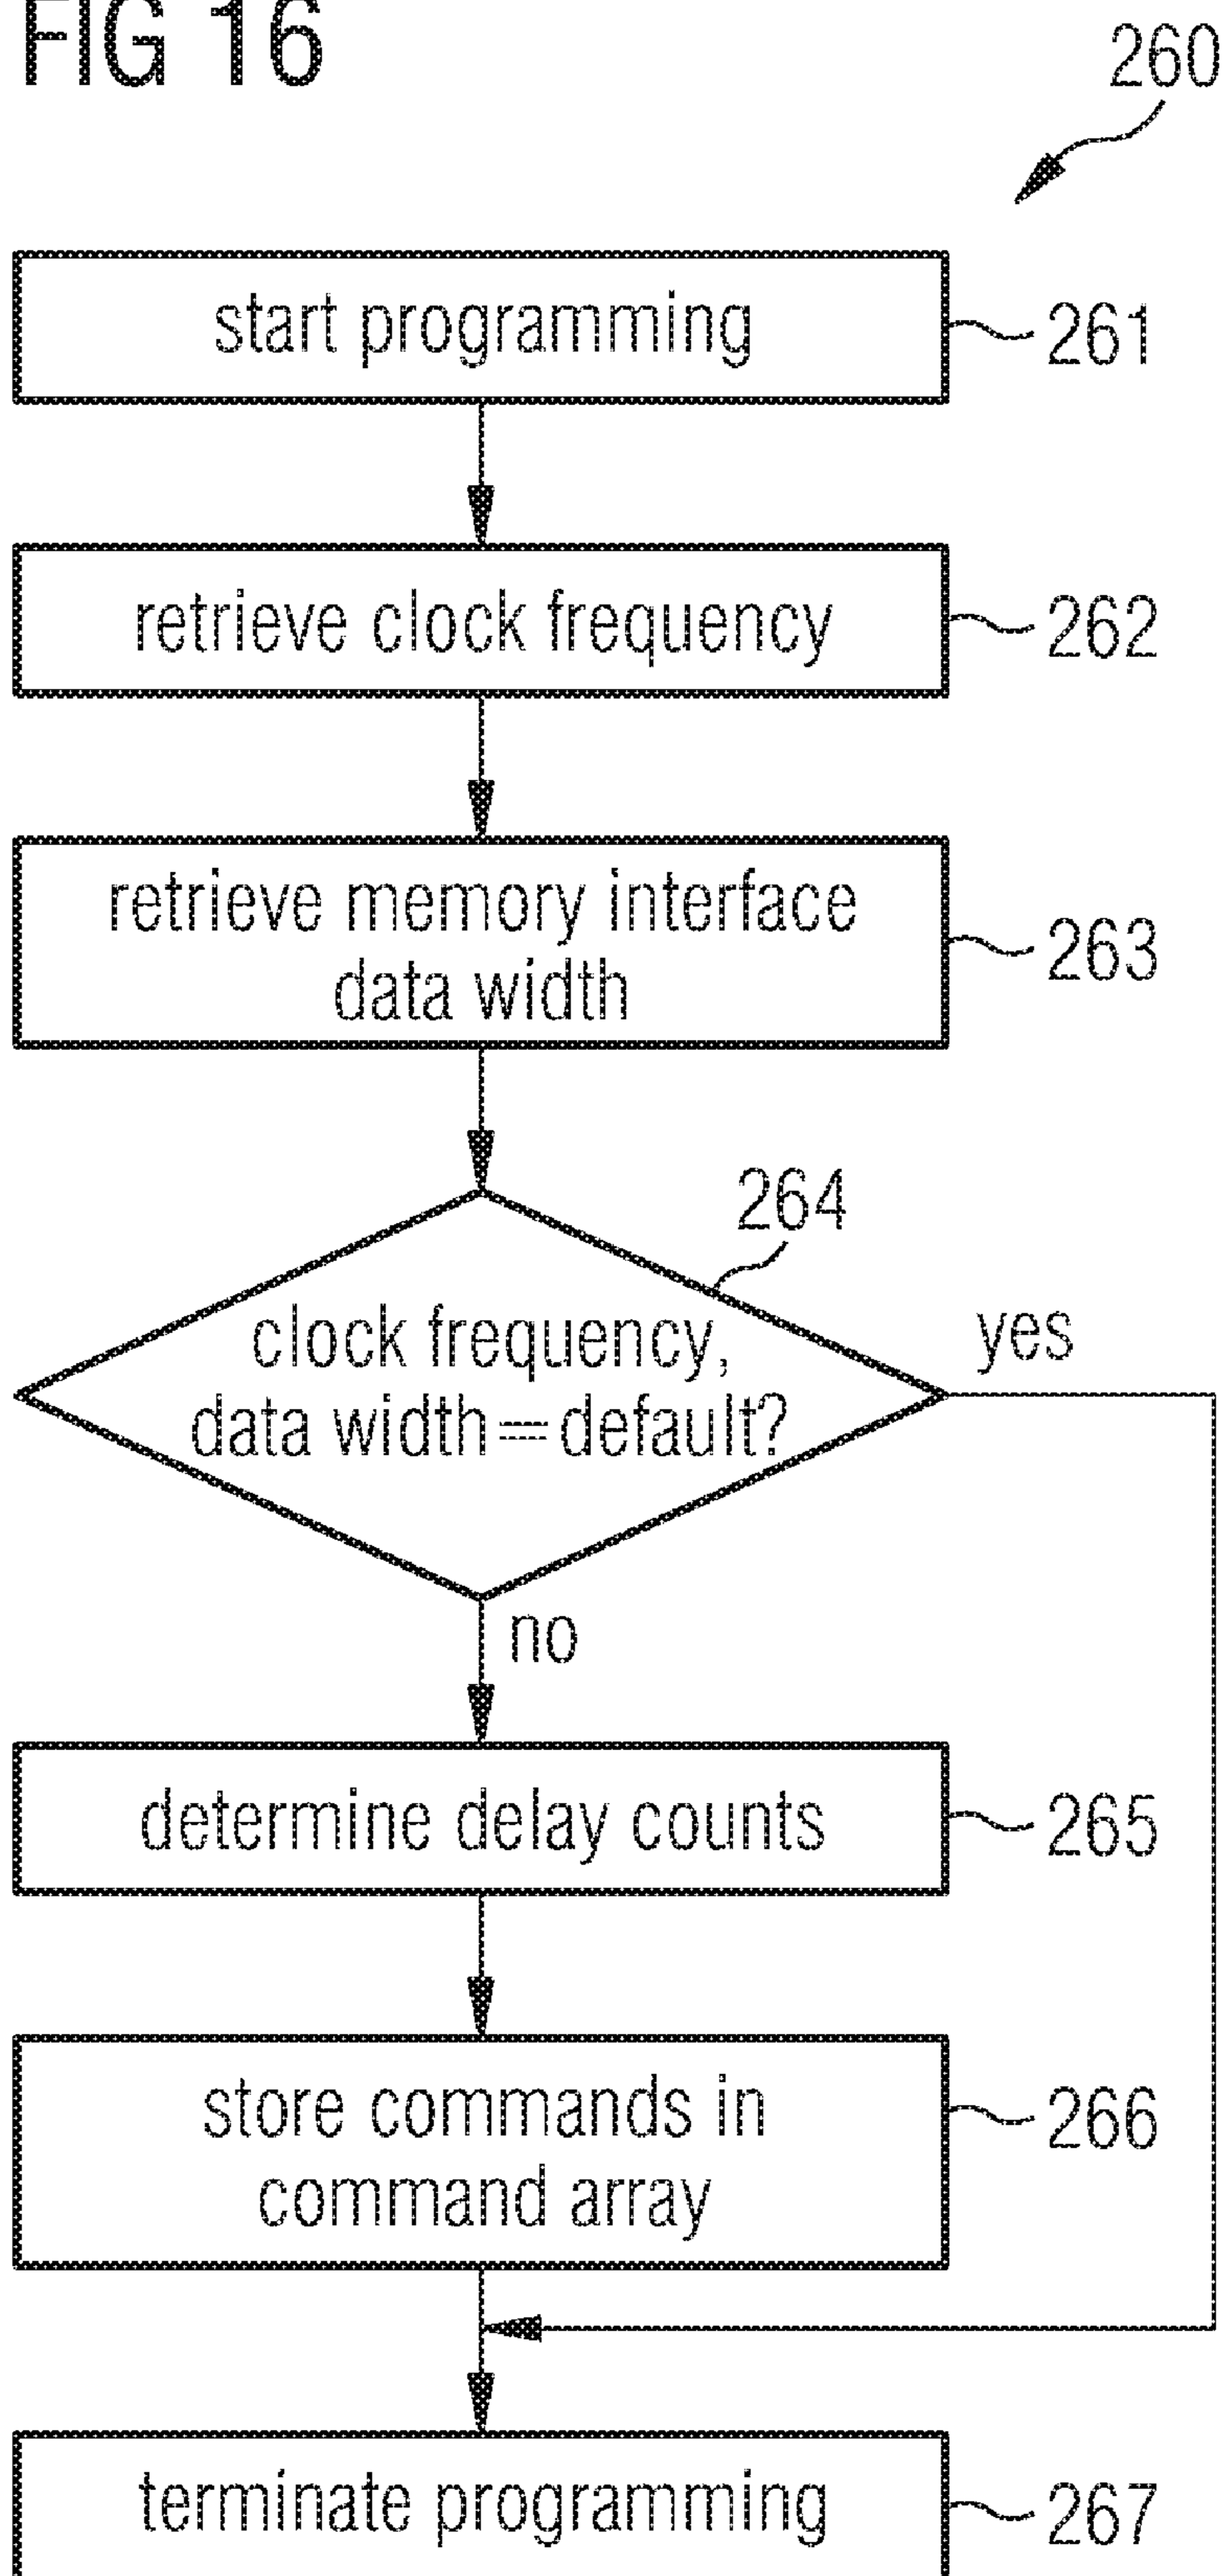 FIG 16
260
start programming
261
retrieve clock frequency
262
retrieve memory interface
data width
263
264
clock frequency,
data width = default?
yes
no
determine delay counts
265
store commands in
command array
266
terminate programming
267